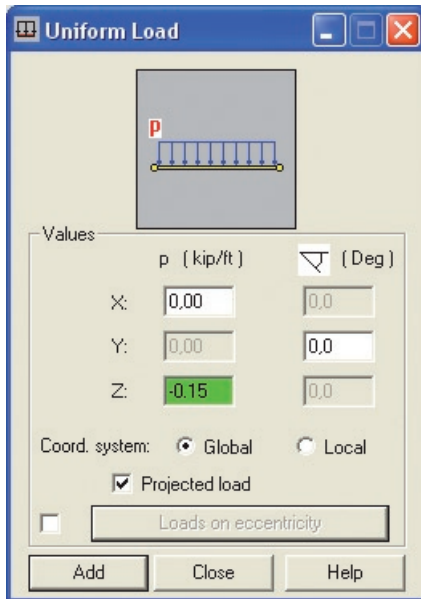 Uniform Load
p
Values
p (kip/ft) (Deg)
X: 0,00 0,0
Y: 0,00 0,0
Z: -0.15 0,0
Coord. system: Global Local
Projected load
Loads on eccentricity
Add Close Help